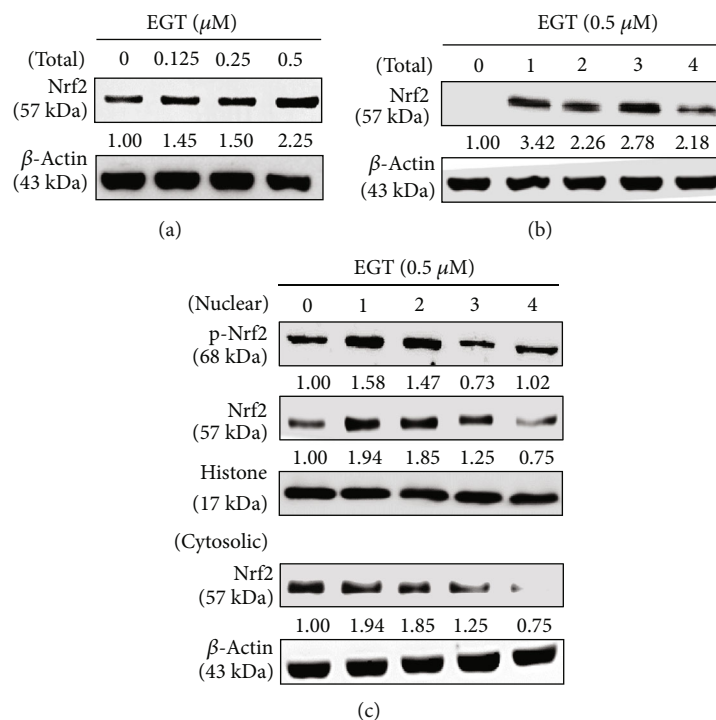 EGT (μM)
(Total) 0 0.125 0.25 0.5
Nrf2
(57 kDa)
1.00 1.45 1.50 2.25
β-Actin
(43 kDa)
(a)
EGT (0.5 μM)
(Total) 0 1 2 3 4
Nrf2
(57 kDa)
1.00 3.42 2.26 2.78 2.18
β-Actin
(43 kDa)
(b)
EGT (0.5 μM)
(Nuclear) 0 1 2 3 4
p-Nrf2
(68 kDa)
1.00 1.58 1.47 0.73 1.02
Nrf2
(57 kDa)
1.00 1.94 1.85 1.25 0.75
Histone
(17 kDa)
(Cytosolic)
Nrf2
(57 kDa)
1.00 1.94 1.85 1.25 0.75
β-Actin
(43 kDa)
(c)